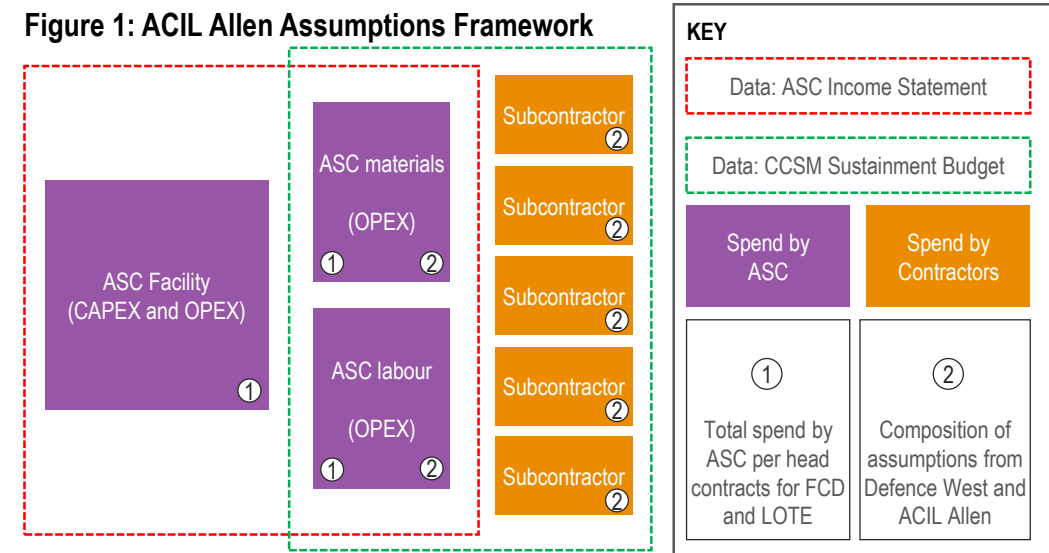 Figure 1: ACIL Allen Assumptions Framework
ASC Facility
(CAPEX and OPEX)
1
ASC materials
(OPEX)
1 2
ASC labour
(OPEX)
1 2
Subcontractor
2
Subcontractor
2
Subcontractor
2
Subcontractor
2
Subcontractor
2
KEY
Data: ASC Income Statement
Data: CCSM Sustainment Budget
Spend by
ASC
Spend by
Contractors
1
Total spend by
ASC per head
contracts for FCD
and LOTE
2
Composition of
assumptions from
Defence West and
ACIL Allen